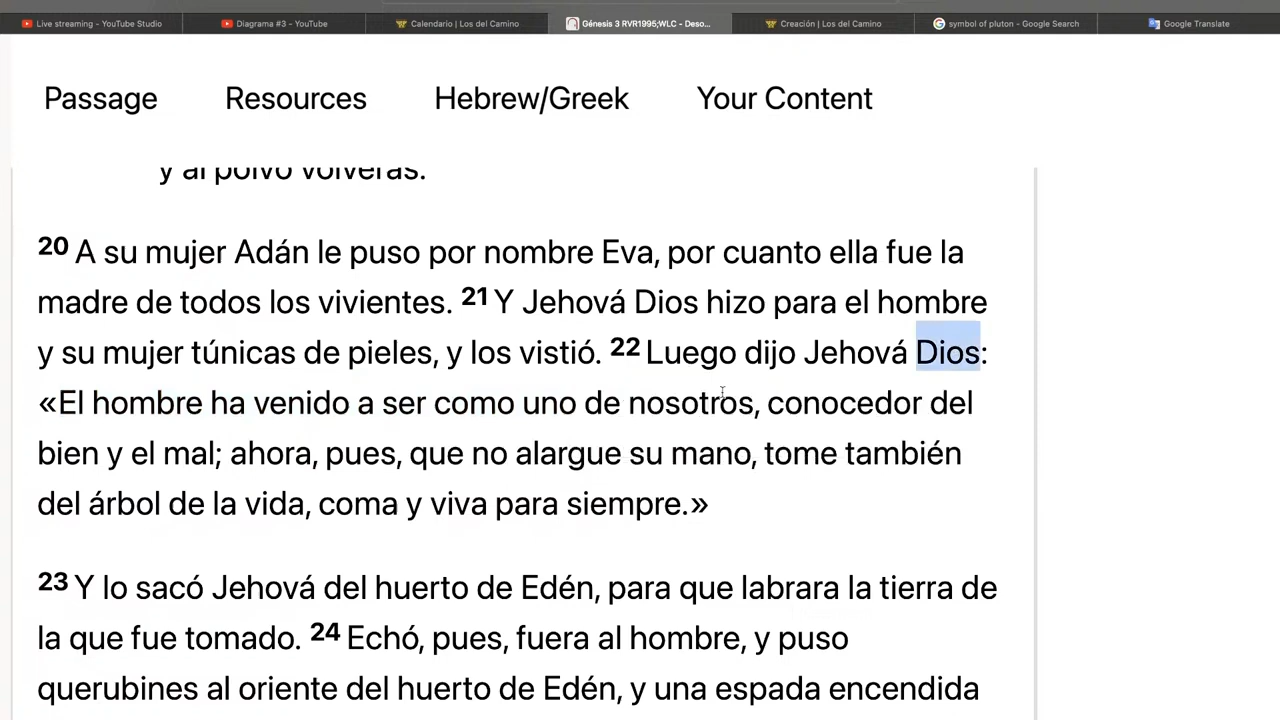 Live streaming - YouTube Studio
Diagrama #3 - YouTube
Calendario | Los del Camino
Génesis 3 RVR1995;WLC - Deso...
Creación | Los del Camino
symbol of pluton - Google Search
Google Translate
Passage
Resources
Hebrew/Greek
Your Content
y al polvo volverás.
20 A su mujer Adán le puso por nombre Eva, por cuanto ella fue la
madre de todos los vivientes. 21 Y Jehová Dios hizo para el hombre
y su mujer túnicas de pieles, y los vistió. 22 Luego dijo Jehová Dios:
«El hombre ha venido a ser como uno de nosotros, conocedor del
bien y el mal; ahora, pues, que no alargue su mano, tome también
del árbol de la vida, coma y viva para siempre.»
23 Y lo sacó Jehová del huerto de Edén, para que labrara la tierra de
la que fue tomado. 24 Echó, pues, fuera al hombre, y puso
querubines al oriente del huerto de Edén, y una espada encendida